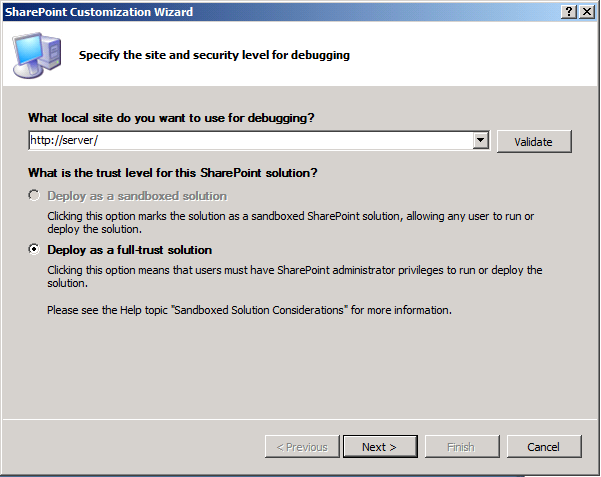 SharePoint Customization Wizard
Specify the site and security level for debugging
What local site do you want to use for debugging?
http://server/
Validate
What is the trust level for this SharePoint solution?
Deploy as a sandboxed solution
Clicking this option marks the solution as a sandboxed SharePoint solution, allowing any user to run or
deploy the solution.
Deploy as a full-trust solution
Clicking this option means that users must have SharePoint administrator privileges to run or deploy the
solution.
Please see the Help topic "Sandboxed Solution Considerations" for more information.
< Previous
Next >
Finish
Cancel